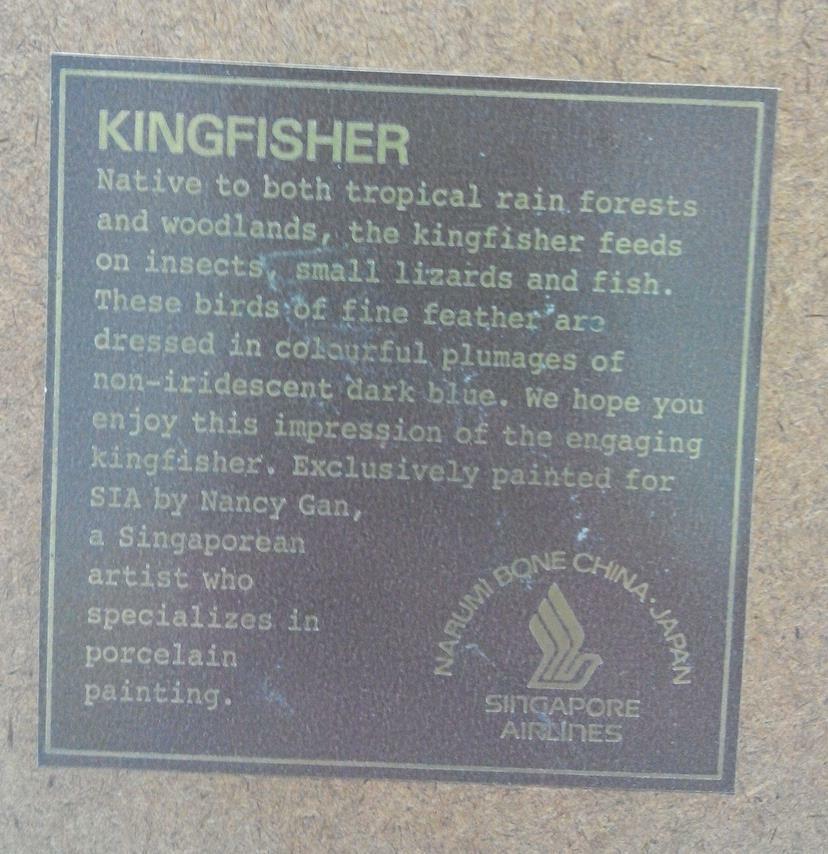 KINGFISHER
Native to both tropical rain forests
and woodlands, the kingfisher feeds
on insects, small lizards and fish.
These birds of fine feather are
dressed in colourful plumages of
non-iridescent dark blue. We hope you
enjoy this impression of the engaging
kingfisher. Exclusively painted for
SIA by Nancy Gan,
a Singaporean
artist who
specializes in
porcelain
painting.
NARUMI BONE CHINA·JAPAN
SINGAPORE
AIRLINES